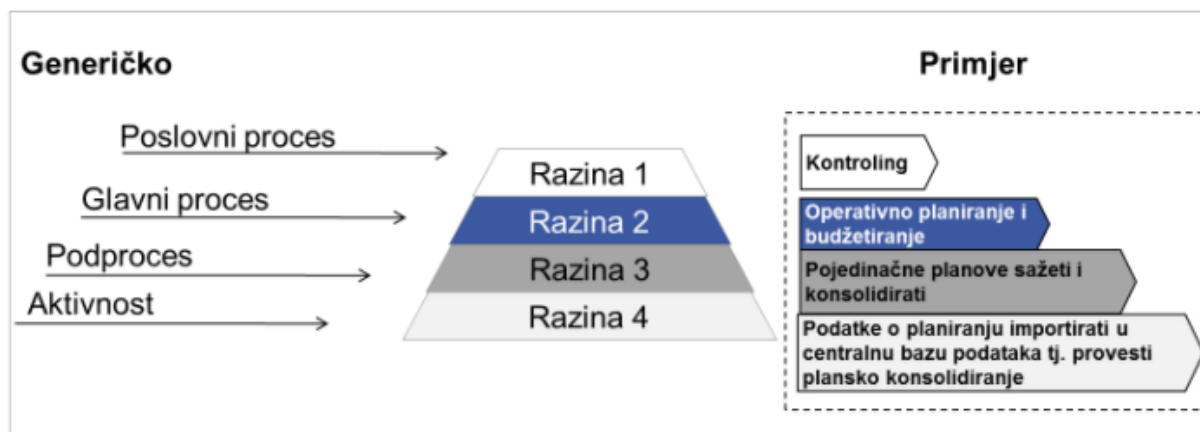 Generičko
Primjer
Poslovni proces
Glavni proces
Podproces
Aktivnost
Razina 1
Razina 2
Razina 3
Razina 4
Kontroling
Operativno planiranje i
budžetiranje
Pojedinačne planove sažeti i
konsolidirati
Podatke o planiranju importirati u
centralnu bazu podataka tj. provesti
plansko konsolidiranje